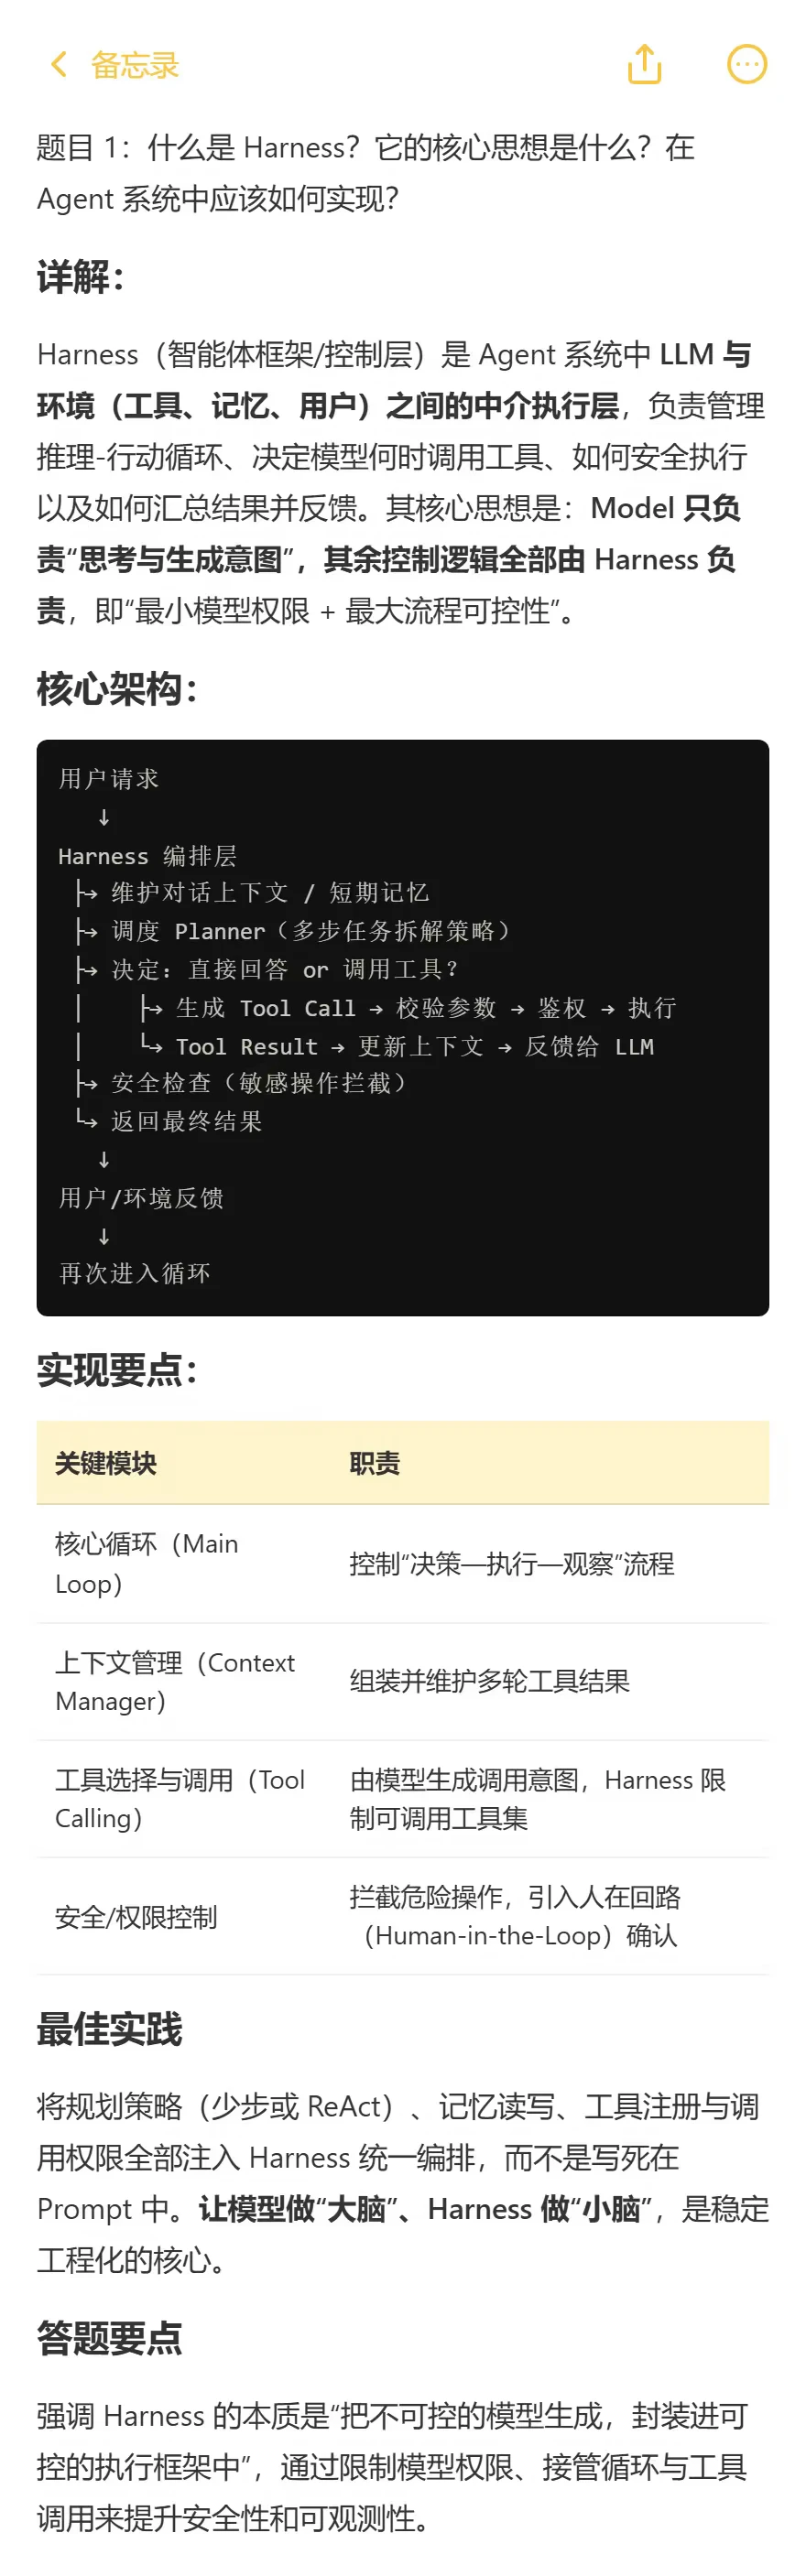 备忘录
题目 1：什么是 Harness？它的核心思想是什么？在
Agent 系统中应该如何实现？
详解：
Harness（智能体框架/控制层）是 Agent 系统中 LLM 与
环境（工具、记忆、用户）之间的中介执行层，负责管理
推理-行动循环、决定模型何时调用工具、如何安全执行
以及如何汇总结果并反馈。其核心思想是：Model 只负
责“思考与生成意图”，其余控制逻辑全部由 Harness 负
责，即“最小模型权限 + 最大流程可控性”。
核心架构：
用户请求
↓
Harness 编排层
├→ 维护对话上下文 / 短期记忆
├→ 调度 Planner（多步任务拆解策略）
├→ 决定：直接回答 or 调用工具？
│ ├→ 生成 Tool Call → 校验参数 → 鉴权 → 执行
│ └→ Tool Result → 更新上下文 → 反馈给 LLM
├→ 安全检查（敏感操作拦截）
└→ 返回最终结果
↓
用户/环境反馈
↓
再次进入循环
实现要点：
关键模块 职责
核心循环（Main
Loop）
控制“决策—执行—观察”流程
上下文管理（Context
Manager）
组装并维护多轮工具结果
工具选择与调用（Tool
Calling）
由模型生成调用意图，Harness 限
制可调用工具集
安全/权限控制
拦截危险操作，引入人在回路
（Human-in-the-Loop）确认
最佳实践
将规划策略（少步或 ReAct）、记忆读写、工具注册与调
用权限全部注入 Harness 统一编排，而不是写死在
Prompt 中。让模型做“大脑”、Harness 做“小脑”，是稳定
工程化的核心。
答题要点
强调 Harness 的本质是“把不可控的模型生成，封装进可
控的执行框架中”，通过限制模型权限、接管循环与工具
调用来提升安全性和可观测性。